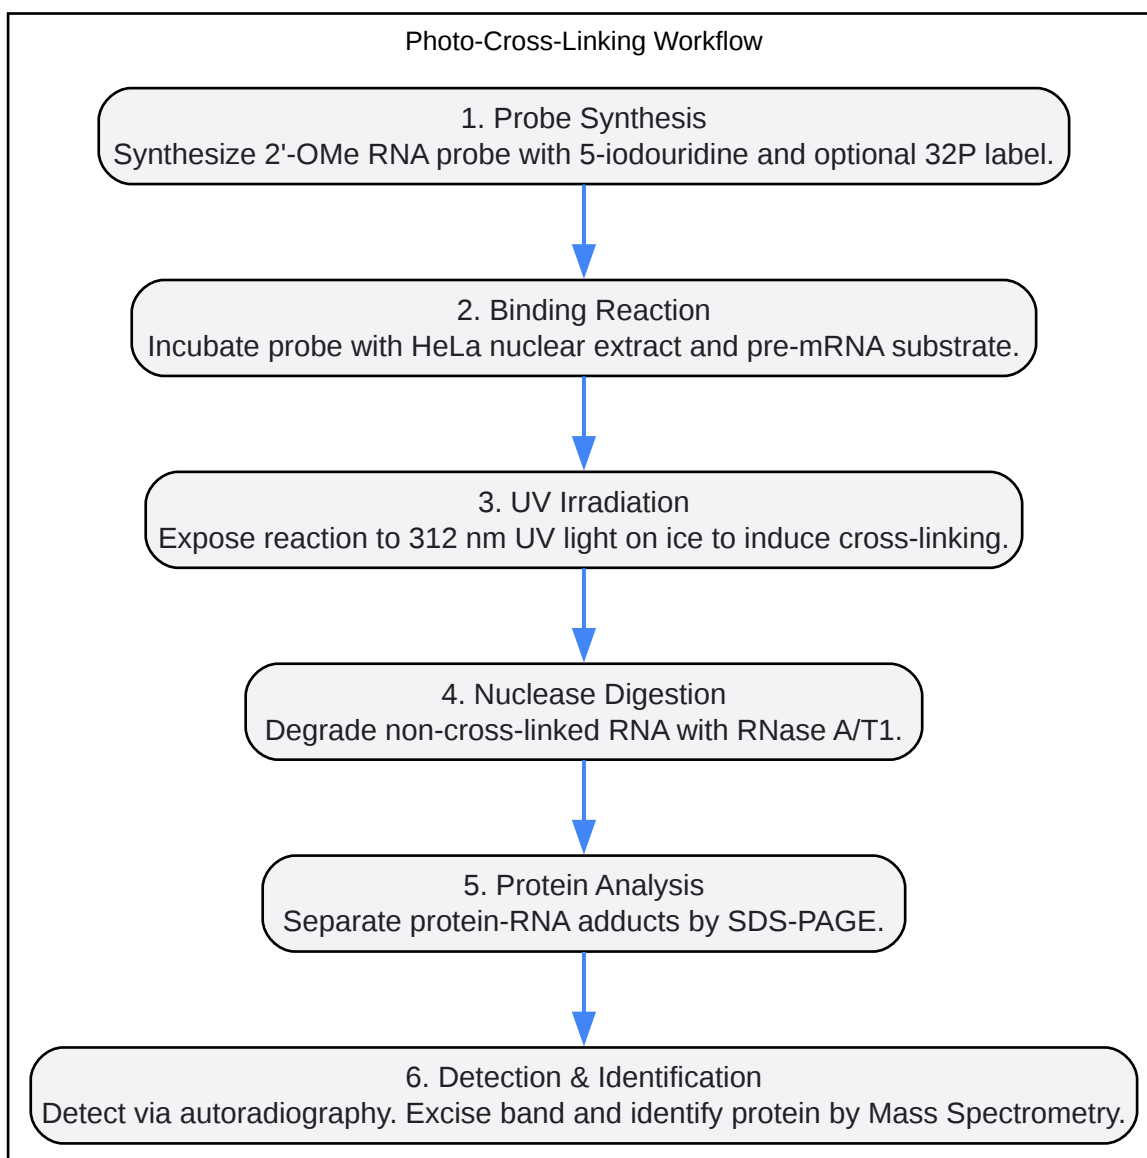 Photo-Cross-Linking Workflow
1. Probe Synthesis
Synthesize 2'-OMe RNA probe with 5-iodouridine and optional 32P label.
2. Binding Reaction
Incubate probe with HeLa nuclear extract and pre-mRNA substrate.
3. UV Irradiation
Expose reaction to 312 nm UV light on ice to induce cross-linking.
4. Nuclease Digestion
Degrade non-cross-linked RNA with RNase A/T1.
5. Protein Analysis
Separate protein-RNA adducts by SDS-PAGE.
6. Detection & Identification
Detect via autoradiography. Excise band and identify protein by Mass Spectrometry.